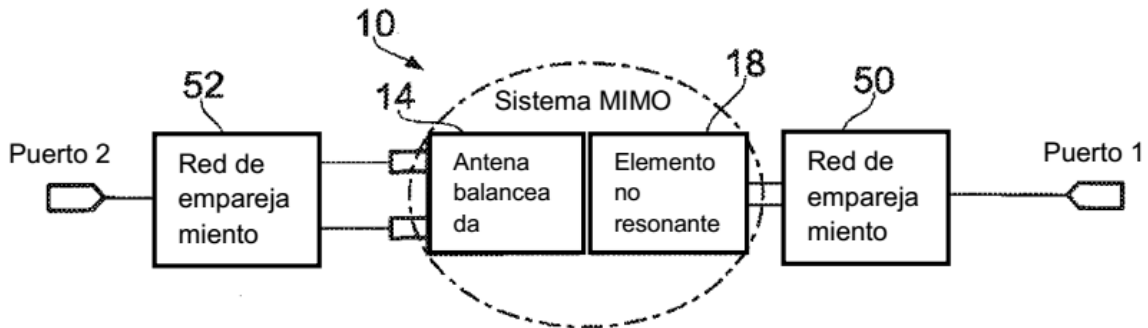 10
52
14
Sistema MIMO
18
50
Puerto 2
Red de
empareja
miento
Antena
balancea
da
Elemento
no
resonante
Red de
empareja
miento
Puerto 1